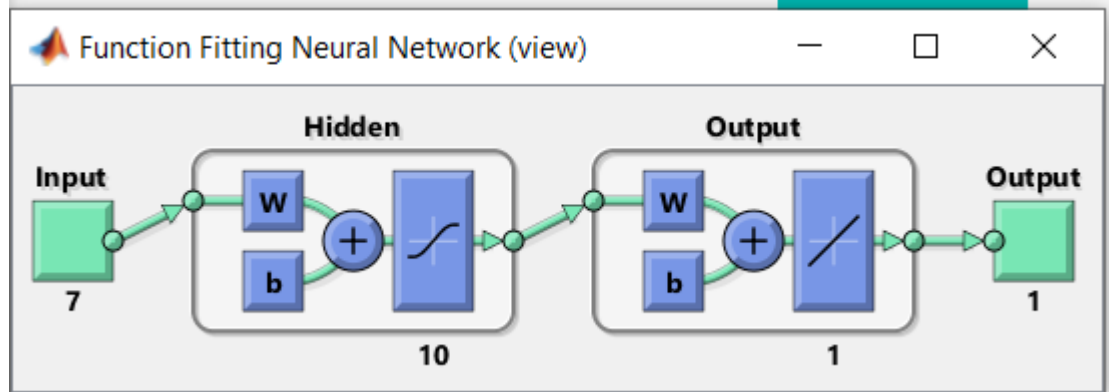 Function Fitting Neural Network (view)
Hidden
Output
Input
Output
W
b
W
b
7
10
1
1